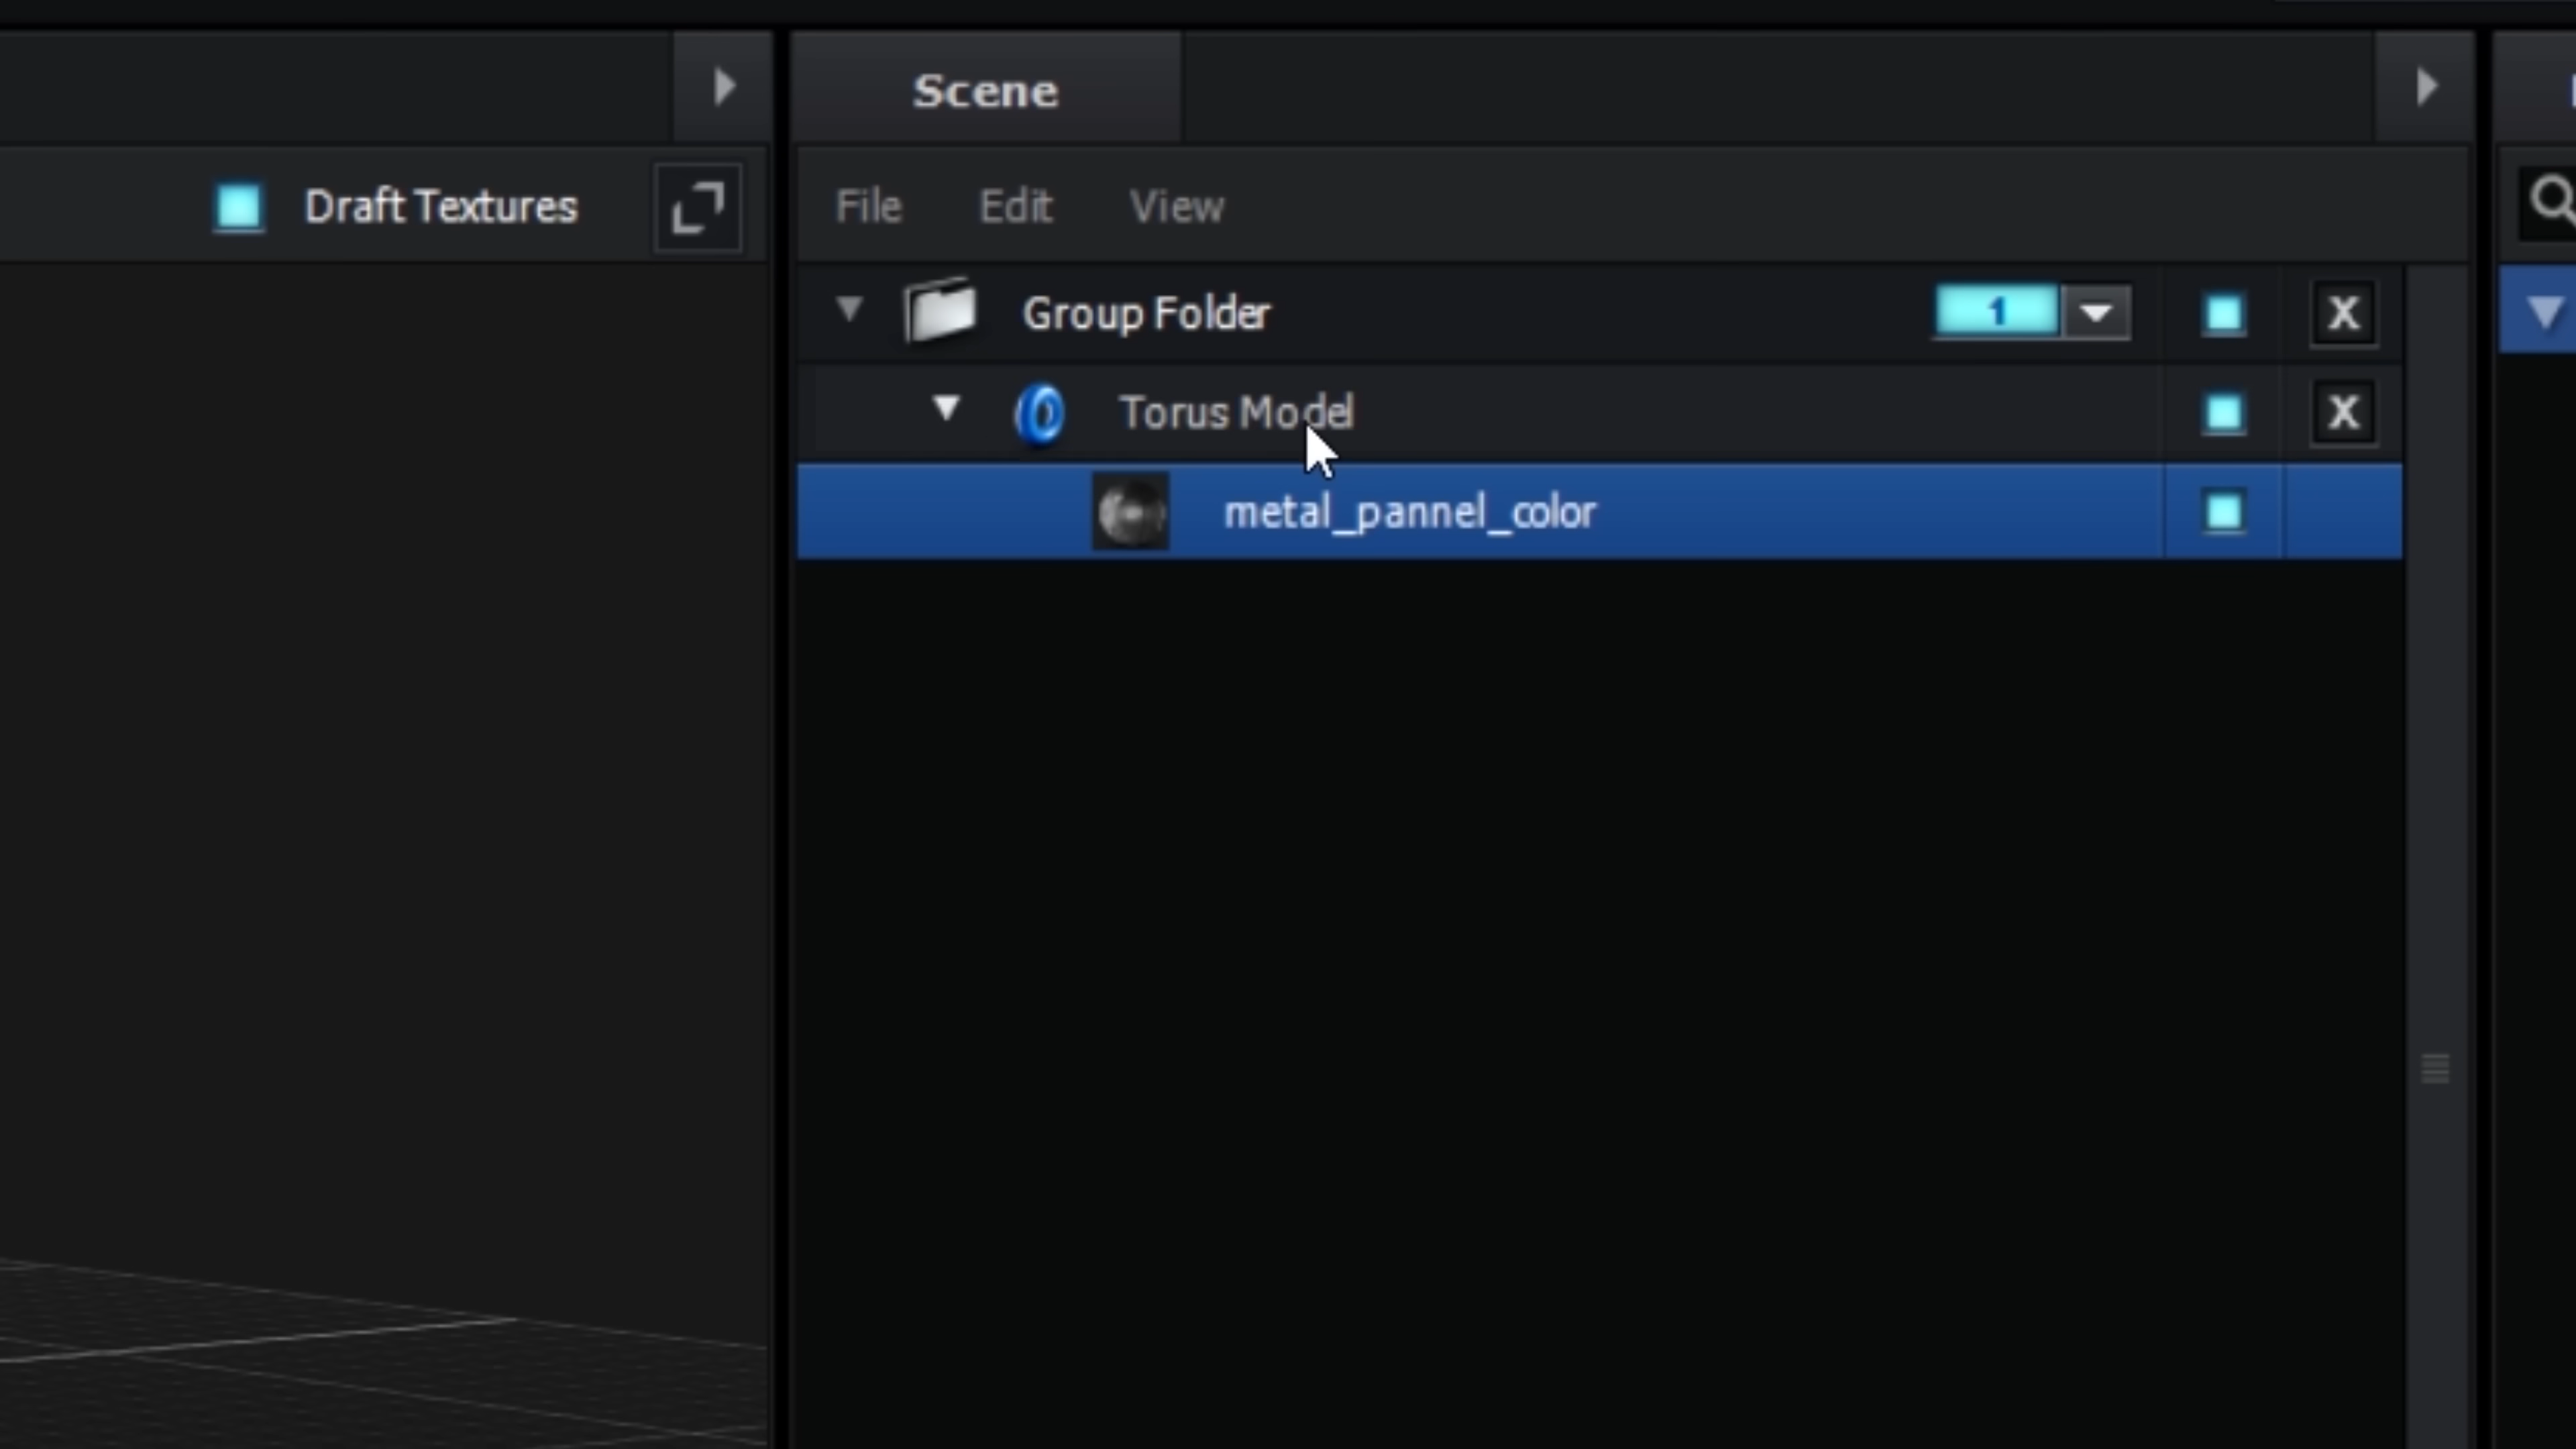 Scene
Draft Textures
File Edit View
Group Folder 1 X
Torus Model X
metal_pannel_color